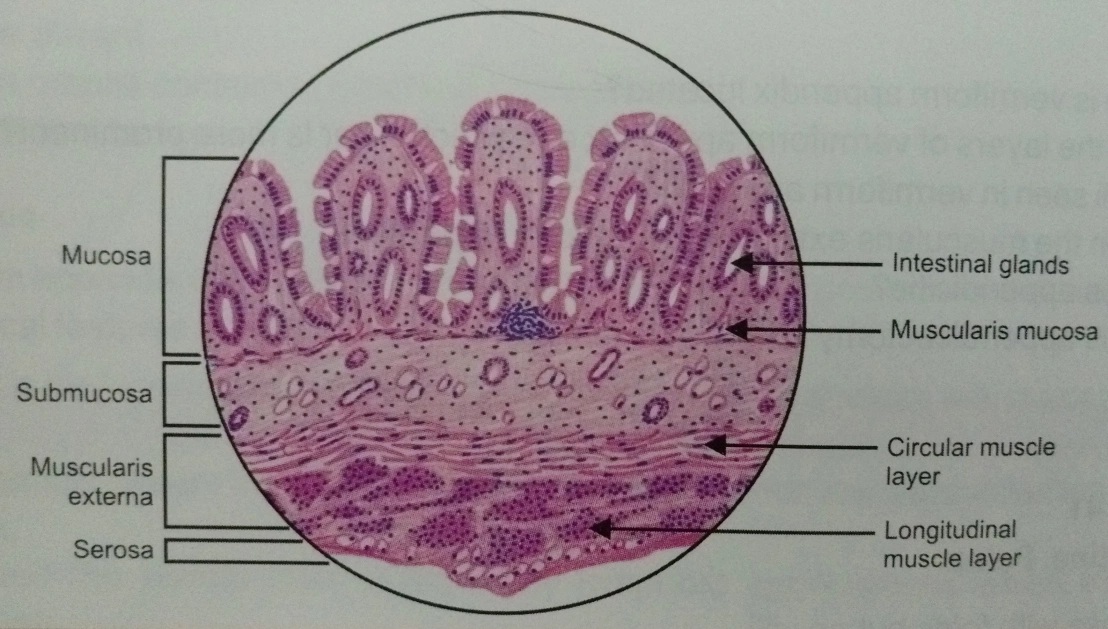 Mucosa
Submucosa
Muscularis
externa
Serosa
Intestinal glands
Muscularis mucosa
Circular muscle
layer
Longitudinal
muscle layer